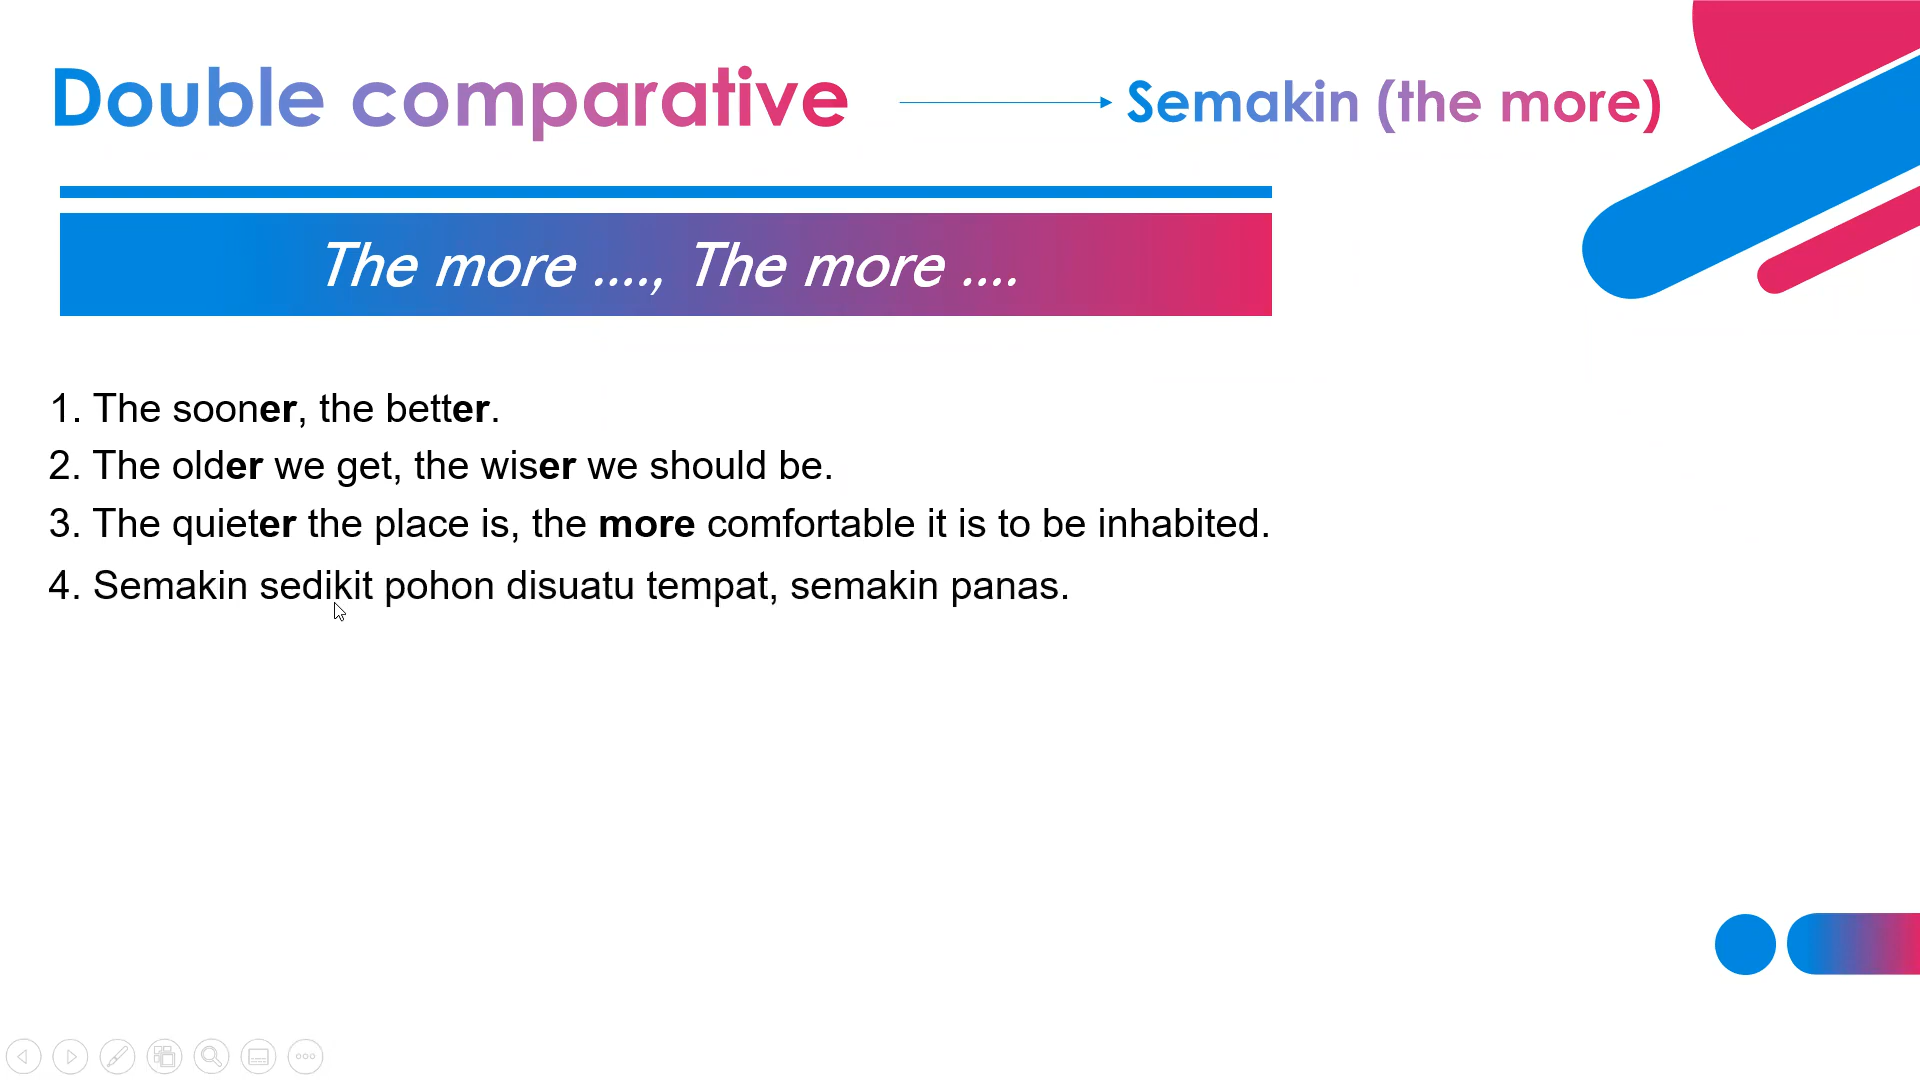 Double comparative
Semakin (the more)
The more ...., The more ....
1. The sooner, the better.
2. The older we get, the wiser we should be.
3. The quieter the place is, the more comfortable it is to be inhabited.
4. Semakin sedikit pohon disuatu tempat, semakin panas.